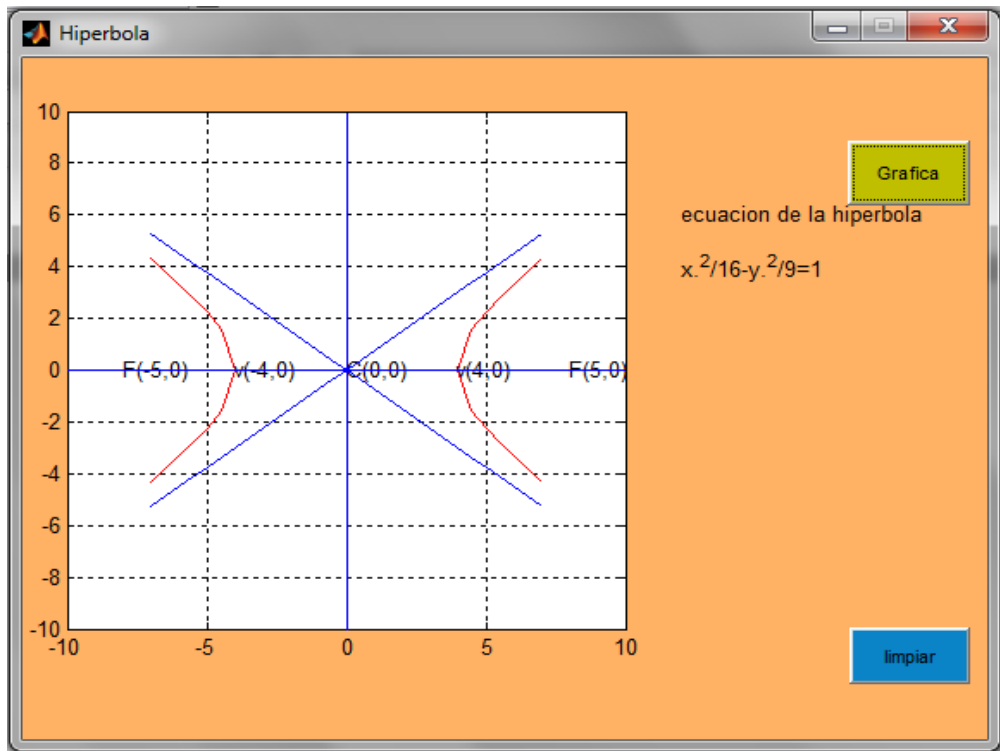 Hiperbola
10
8
6
4
2
0
-2
-4
-6
-8
-10
-10 -5 0 5 10
F(-5,0) v(-4,0) C(0,0) v(4,0) F(5,0)
Grafica
ecuacion de la hiperbola
x.^2/16-y.^2/9=1
limpiar